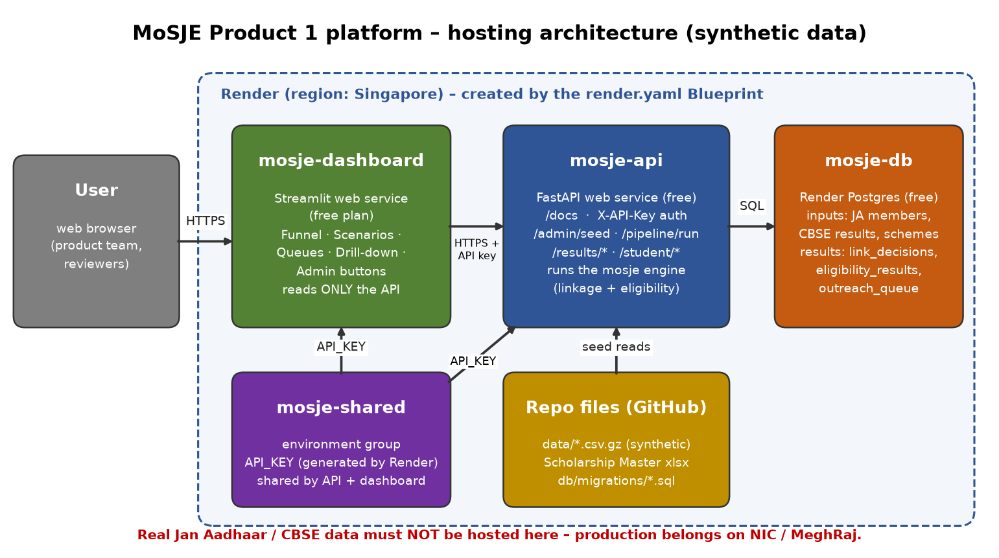 MoSJE Product 1 platform – hosting architecture (synthetic data)
Render (region: Singapore) – created by the render.yaml Blueprint
User
web browser
(product team,
reviewers)
HTTPS
mosje-dashboard
Streamlit web service
(free plan)
Funnel · Scenarios ·
Queues · Drill-down ·
Admin buttons
reads ONLY the API
HTTPS +
API key
mosje-api
FastAPI web service (free)
/docs · X-API-Key auth
/admin/seed · /pipeline/run
/results/* · /student/*
runs the mosje engine
(linkage + eligibility)
SQL
mosje-db
Render Postgres (free)
inputs: JA members,
CBSE results, schemes
results: link_decisions,
eligibility_results,
outreach_queue
API_KEY
API_KEY
seed reads
mosje-shared
environment group
API_KEY (generated by Render)
shared by API + dashboard
Repo files (GitHub)
data/*.csv.gz (synthetic)
Scholarship Master xlsx
db/migrations/*.sql
Real Jan Aadhaar / CBSE data must NOT be hosted here – production belongs on NIC / MeghRaj.